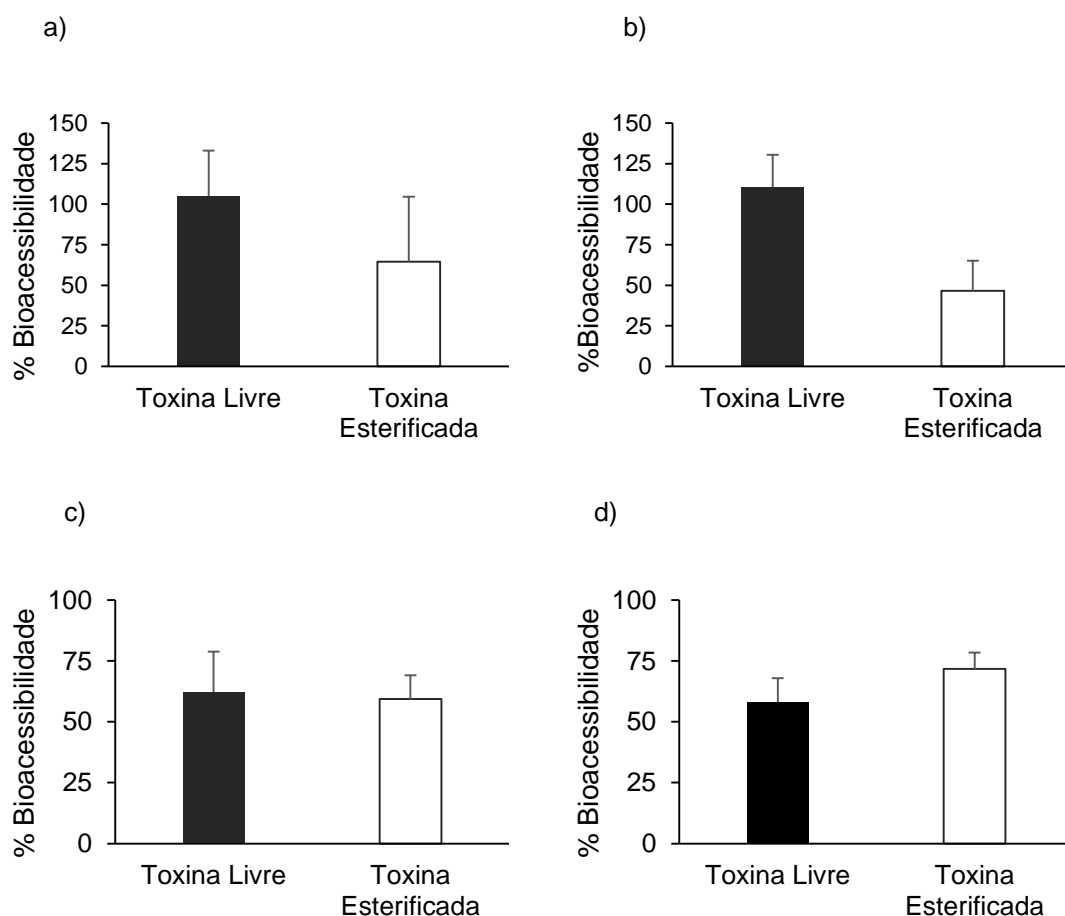 a)
% Bioacessibilidade
150
125
100
75
50
25
0
Toxina Livre
Toxina
Esterificada
b)
%Bioacessibilidade
150
125
100
75
50
25
0
Toxina Livre
Toxina
Esterificada
c)
% Bioacessibilidade
100
75
50
25
0
Toxina Livre
Toxina
Esterificada
d)
% Bioacessibilidade
100
75
50
25
0
Toxina Livre
Toxina
Esterificada